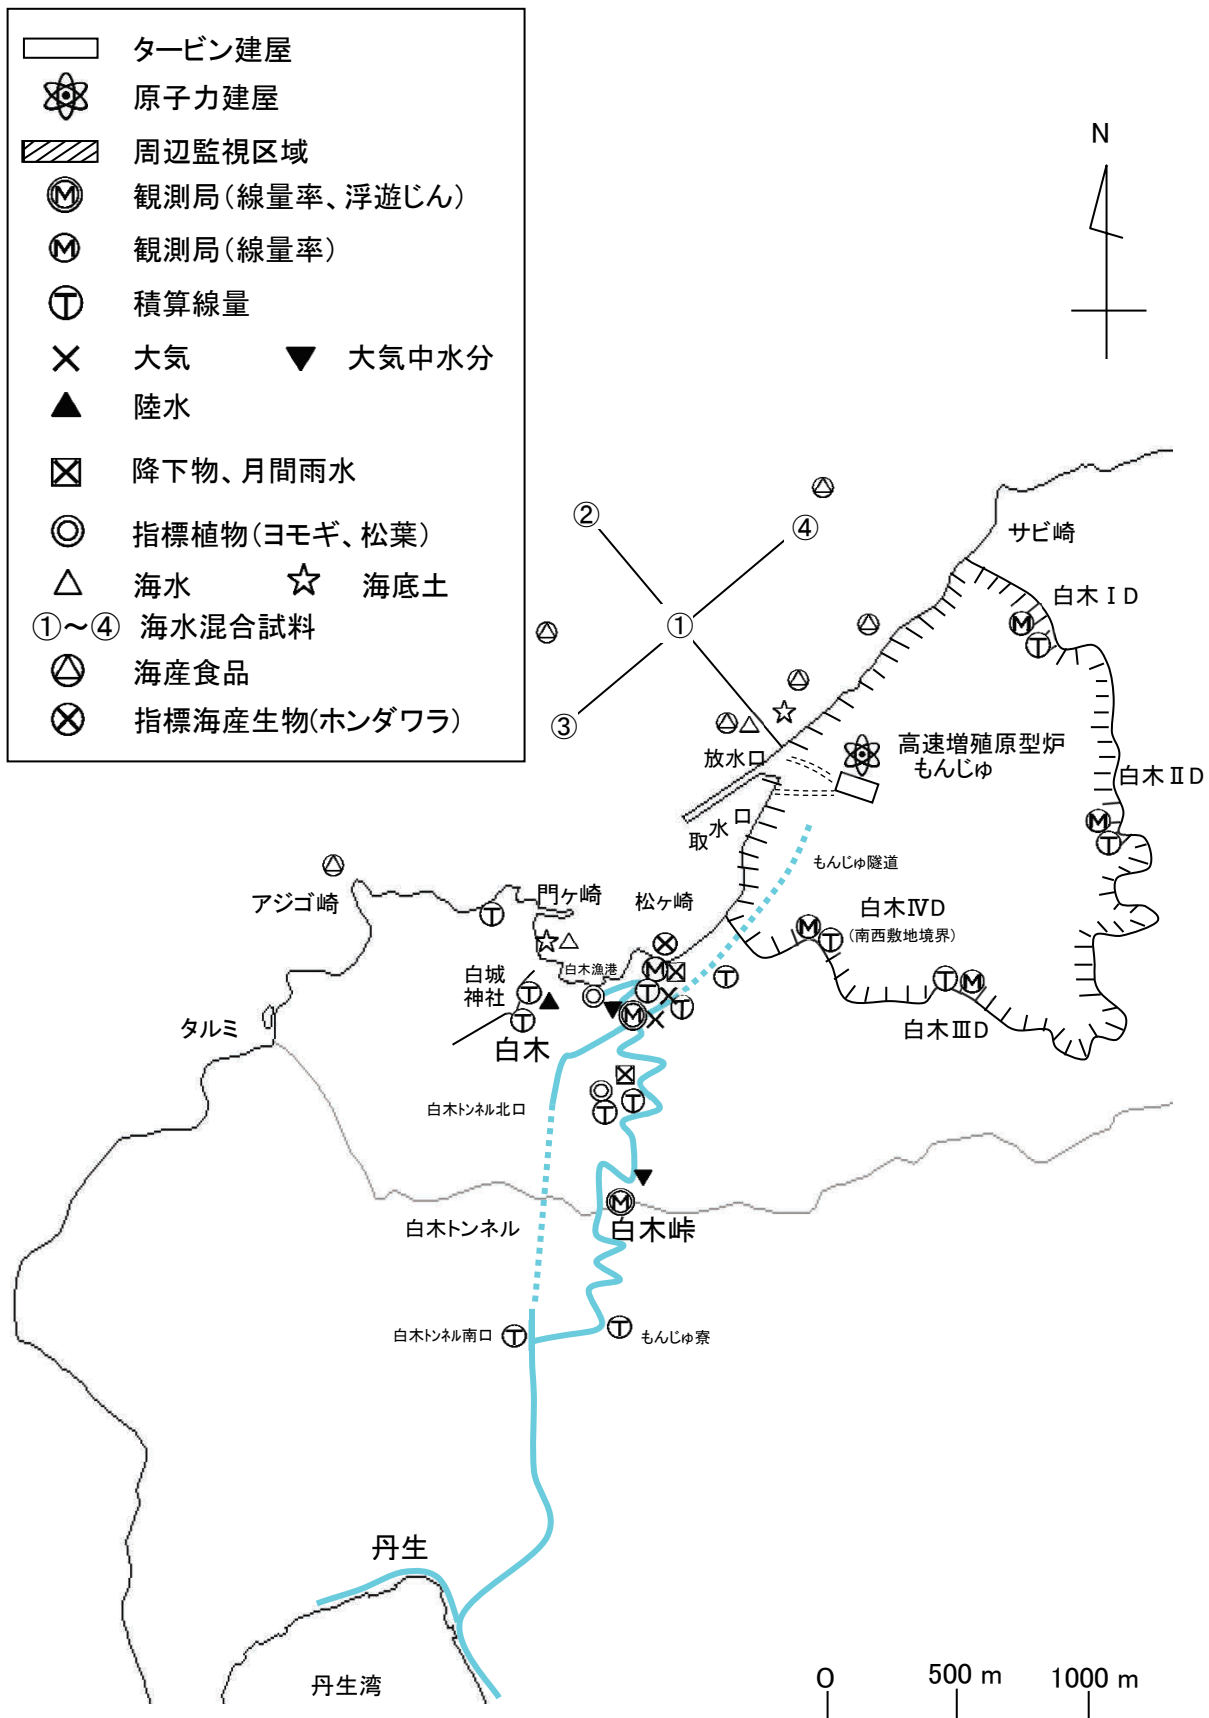 タービン建屋
原子力建屋
周辺監視区域
M 観測局(線量率、浮遊じん)
M 観測局(線量率)
T 積算線量
大気 大気中水分
陸水
降下物、月間雨水
指標植物(ヨモギ、松葉)
海水 海底土
①～④ 海水混合試料
海産食品
指標海産生物(ホンダワラ)
N
②
④
サビ崎
白木ⅠD
M
T
①
③
放水口
高速増殖原型炉
もんじゅ
白木ⅡD
M
T
取水口
もんじゅ隧道
アジゴ崎
門ヶ崎
松ヶ崎
T
白木ⅣD
(南西敷地境界)
M
T
白城
神社
白木漁港
M
T
T
T
T
M
T
T
M
白木ⅢD
タルミ
白木
白木トンネル北口
T
T
M
白木トンネル
白木峠
白木トンネル南口
T
T
もんじゅ寮
丹生
丹生湾
O
500 m
1000 m